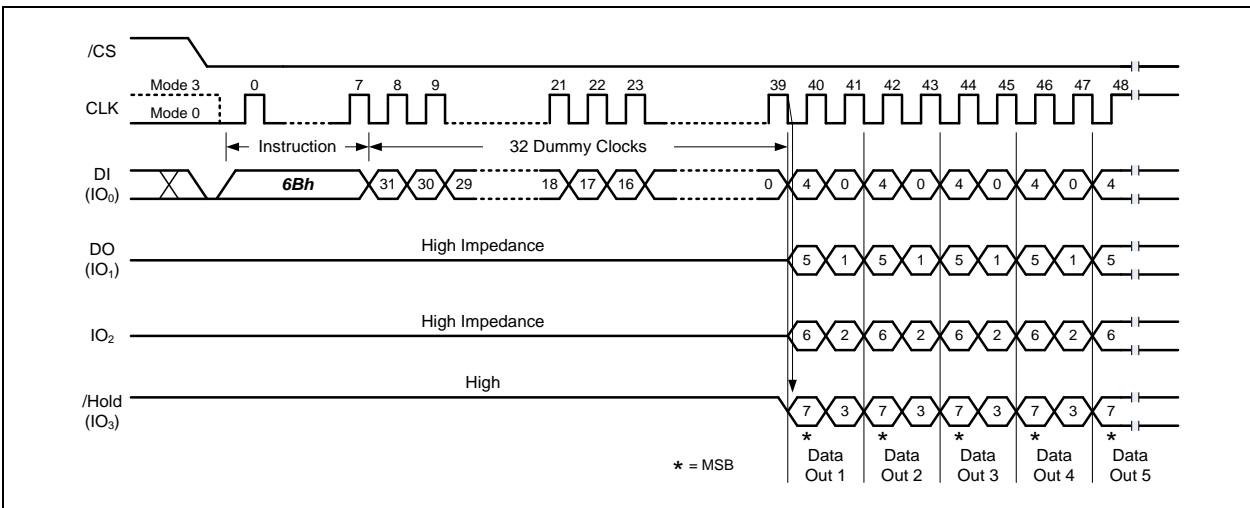 /CS
Mode 3 0 7 8 9 21 22 23 39 40 41 42 43 44 45 46 47 48
CLK
Mode 0
Instruction 32 Dummy Clocks
DI
(IO0)
6Bh 31 30 29 18 17 16 0 4 0 4 0 4 0 4 0 4
High Impedance
DO
(IO1)
5 1 5 1 5 1 5 1 5
High Impedance
IO2
6 2 6 2 6 2 6 2 6
High
/Hold
(IO3)
7 3 7 3 7 3 7 3 7
* * * * *
* = MSB
Data Data Data Data Data
Out 1 Out 2 Out 3 Out 4 Out 5